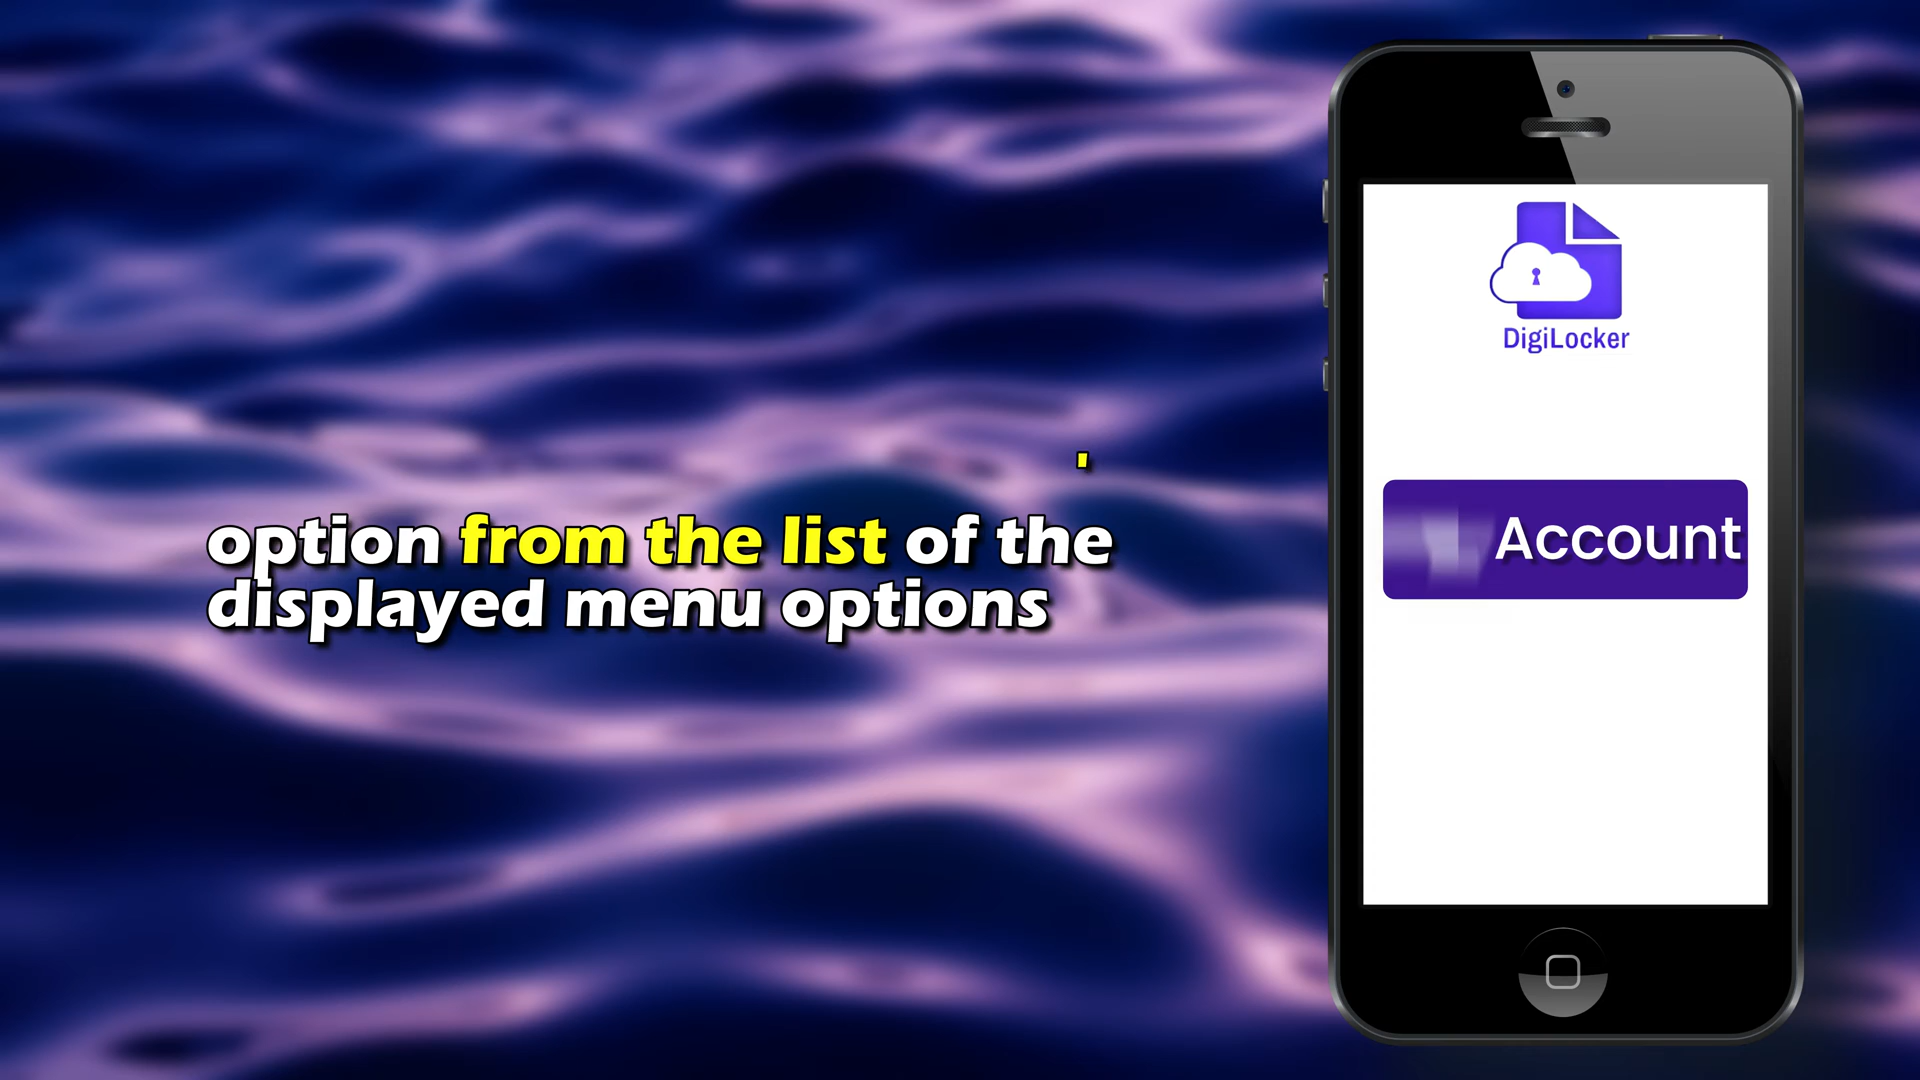 DigiLocker
'
option from the list of the
displayed menu options
Account